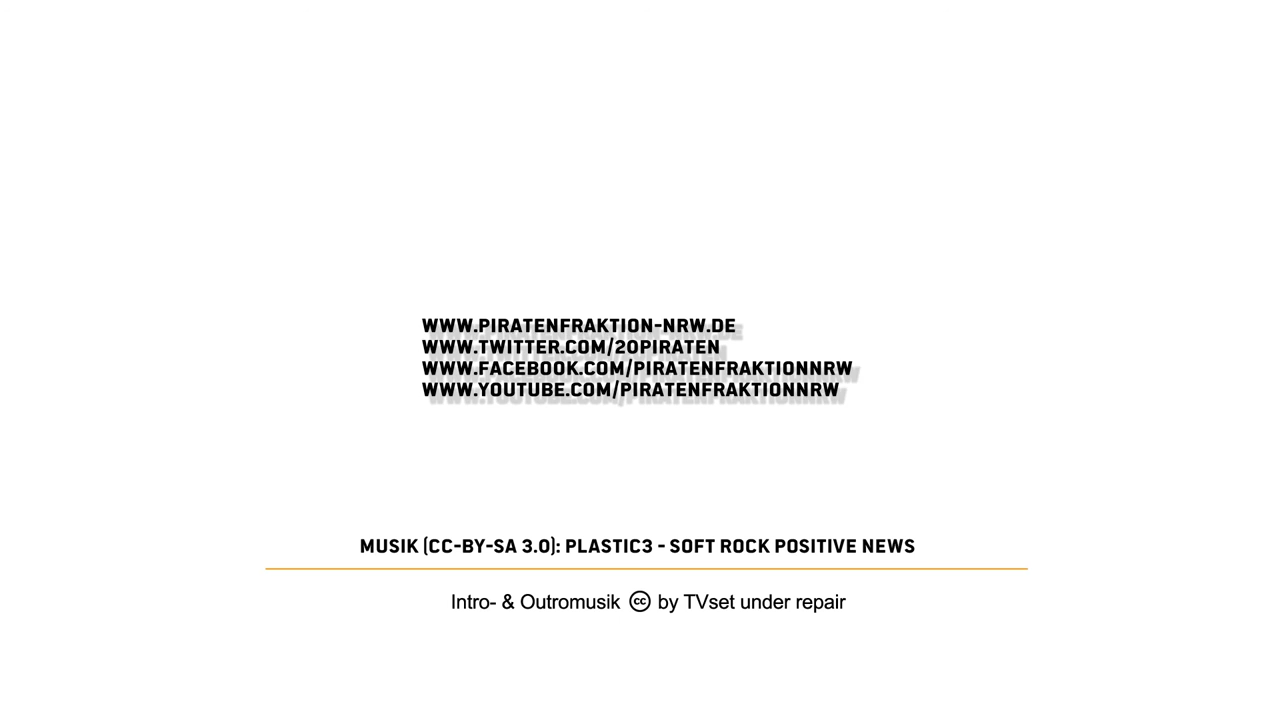 WWW.PIRATENFRAKTION-NRW.DE
WWW.TWITTER.COM/20PIRATEN
WWW.FACEBOOK.COM/PIRATENFRAKTIONNRW
WWW.YOUTUBE.COM/PIRATENFRAKTIONNRW
MUSIK (CC-BY-SA 3.0): PLASTIC3 - SOFT ROCK POSITIVE NEWS
Intro- & Outromusik 🅭 by TVset under repair